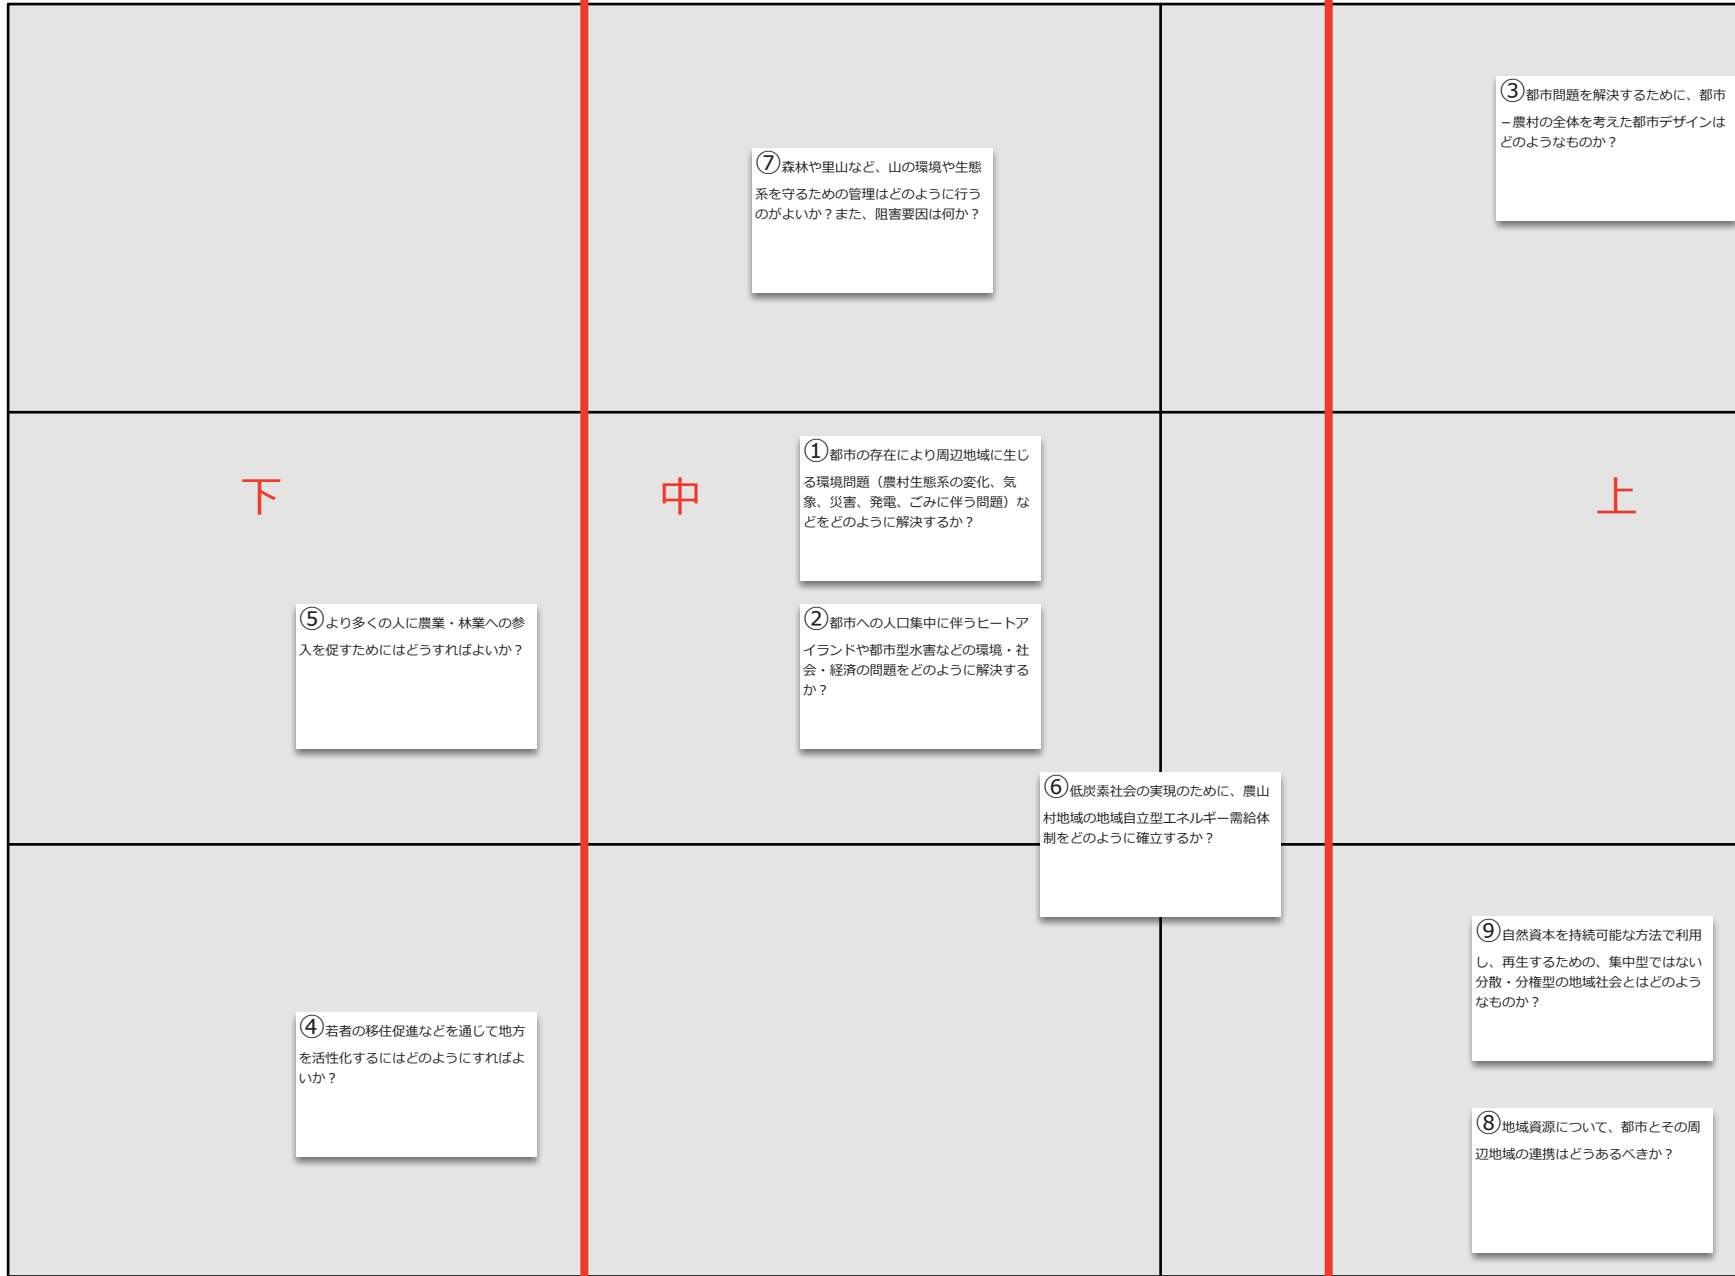 ③都市問題を解決するために、都市
－農村の全体を考えた都市デザインは
どのようなものか？
⑦森林や里山など、山の環境や生態
系を守るための管理はどのように行う
のがよいか？また、阻害要因は何か？
下
中
①都市の存在により周辺地域に生じ
る環境問題（農村生態系の変化、気
象、災害、発電、ごみに伴う問題）な
どをどのように解決するか？
上
⑤より多くの人に農業・林業への参
入を促すためにはどうすればよいか？
②都市への人口集中に伴うヒートア
イランドや都市型水害などの環境・社
会・経済の問題をどのように解決する
か？
⑥低炭素社会の実現のために、農山
村地域の地域自立型エネルギー需給体
制をどのように確立するか？
④若者の移住促進などを通じて地方
を活性化するにはどのようにすればよ
いか？
⑨自然資本を持続可能な方法で利用
し、再生するための、集中型ではない
分散・分権型の地域社会とはどのよう
なものか？
⑧地域資源について、都市とその周
辺地域の連携はどうあるべきか？